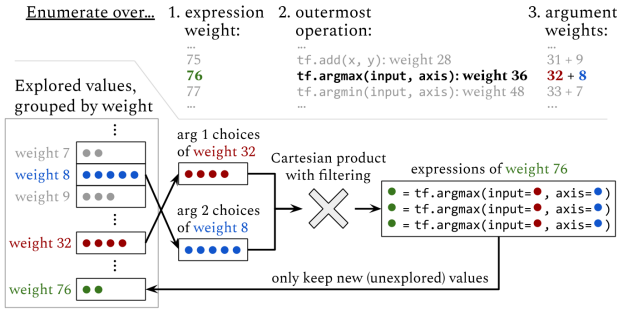 Enumerate over...
1. expression weight:
2. outermost operation:
3. argument weights:
...
...
...
75
tf.add(x, y): weight 28
31 + 9
76
tf.argmax(input, axis): weight 36
32 + 8
77
tf.argmin(input, axis): weight 48
33 + 7
...
...
...
Explored values,
grouped by weight
⋮
weight 7
weight 8
weight 9
⋮
weight 32
⋮
weight 76
arg 1 choices
of weight 32
arg 2 choices
of weight 8
Cartesian product
with filtering
expressions of weight 76
= tf.argmax(input= , axis= )
= tf.argmax(input= , axis= )
= tf.argmax(input= , axis= )
only keep new (unexplored) values